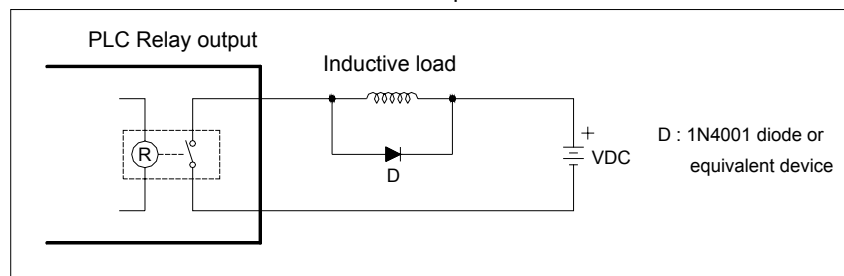 PLC Relay output
Inductive load
R
D
+
VDC
D : 1N4001 diode or
equivalent device